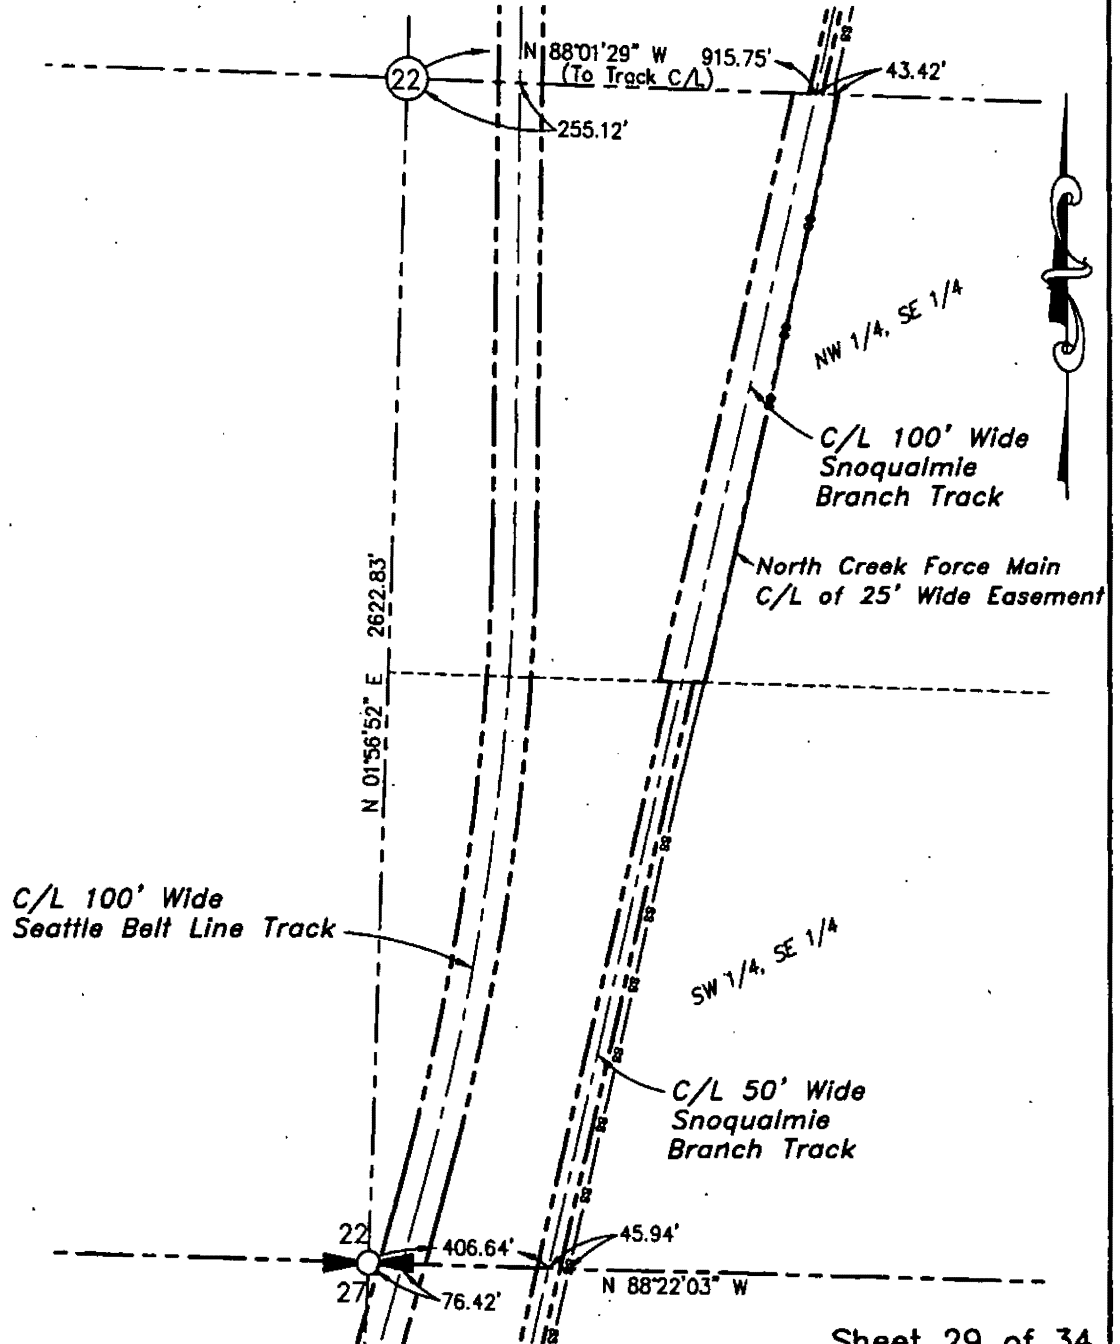 N 88°01'29" W
915.75'
(To Track C/L)
43.42'
22
255.12'
NW 1/4, SE 1/4
C/L 100' Wide
Snoqualmie
Branch Track
North Creek Force Main
C/L of 25' Wide Easement
N 01°56'52" E 2622.83'
C/L 100' Wide
Seattle Belt Line Track
SW 1/4, SE 1/4
C/L 50' Wide
Snoqualmie
Branch Track
22
406.64'
45.94'
27
76.42'
N 88°22'03" W
Sheet 29 of 34